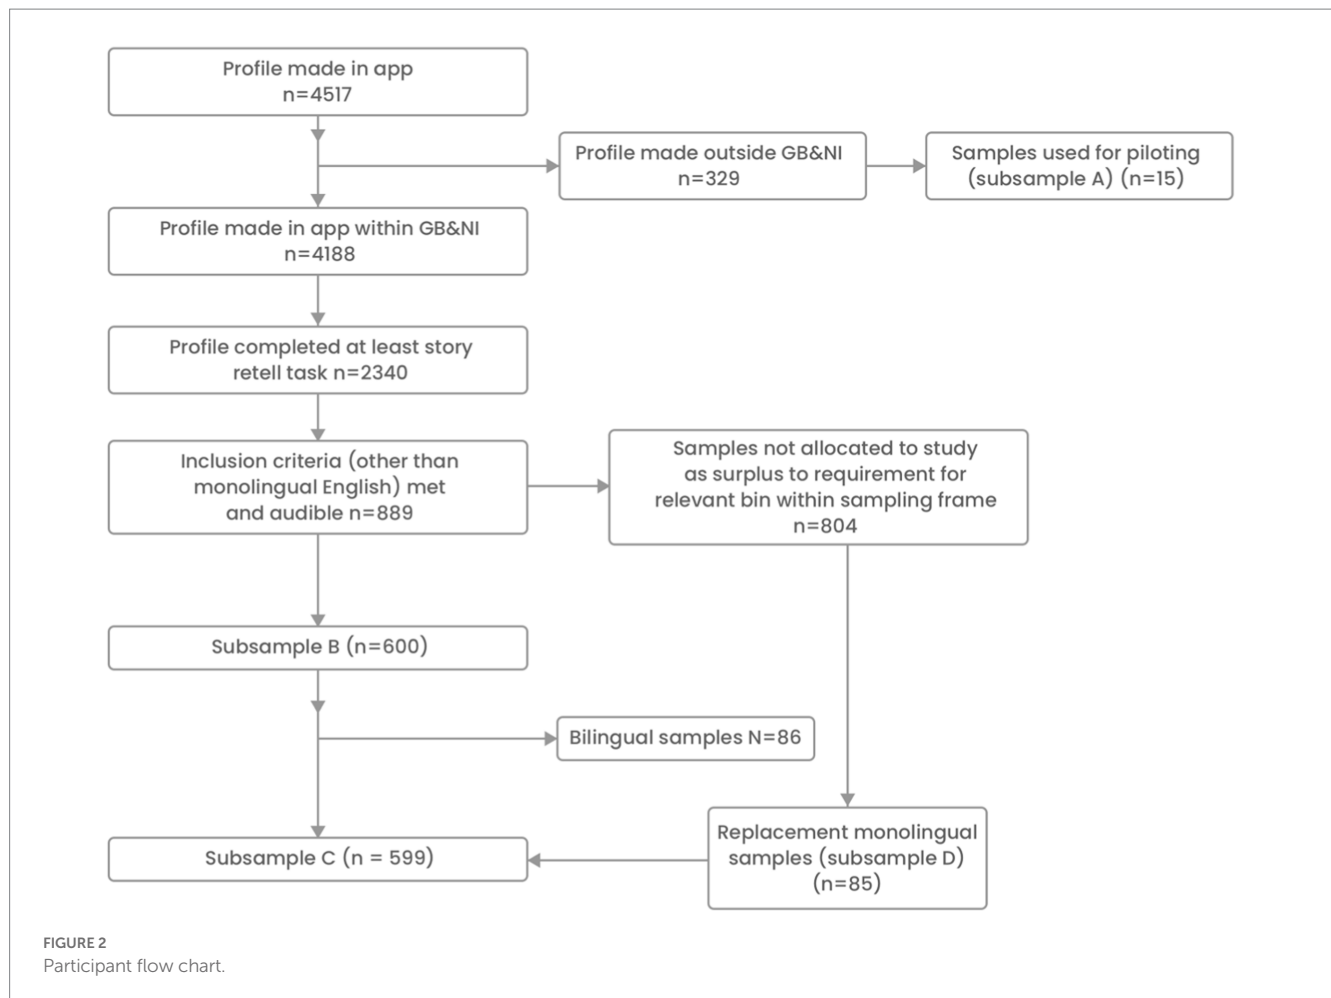 Profile made in app
n=4517
Profile made outside GB&NI
n=329
Samples used for piloting
(subsample A) (n=15)
Profile made in app within GB&NI
n=4188
Profile completed at least story
retell task n=2340
Inclusion criteria (other than
monolingual English) met
and audible n=889
Samples not allocated to study
as surplus to requirement for
relevant bin within sampling frame
n=804
Subsample B (n=600)
Bilingual samples N=86
Replacement monolingual
samples (subsample D)
(n=85)
Subsample C (n = 599)
FIGURE 2
Participant flow chart.